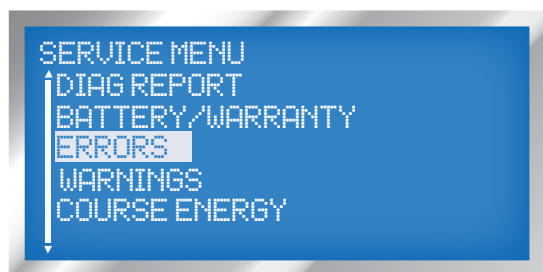 SERVICE MENU
DIAG REPORT
BATTERY/WARRANTY
ERRORS
WARNINGS
COURSE ENERGY